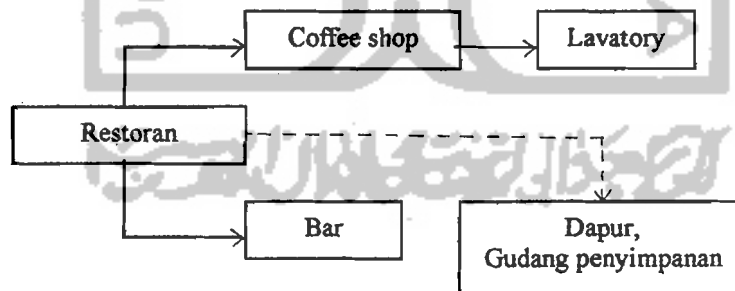 Coffee shop
Lavatory
Restoran
Bar
Dapur,
Gudang penyimpanan